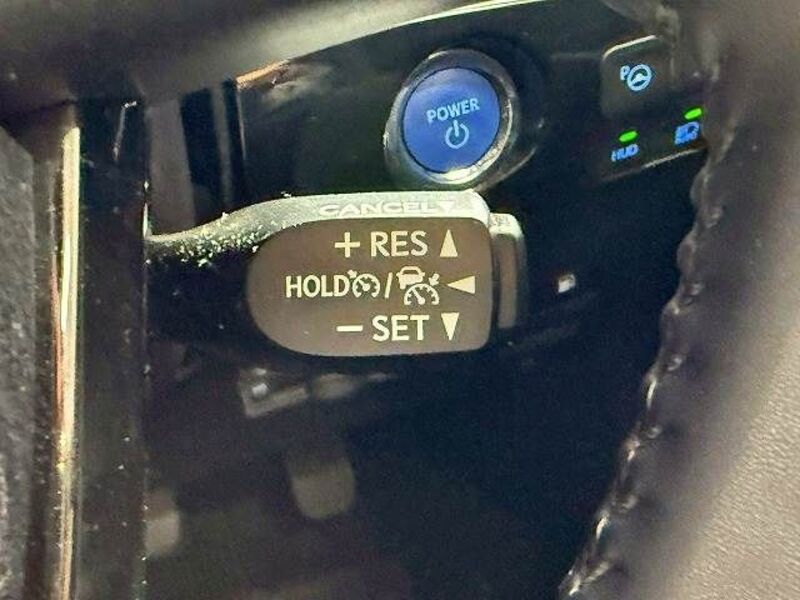 POWER
P
HUD
CANCEL
+ RES
HOLD /
− SET